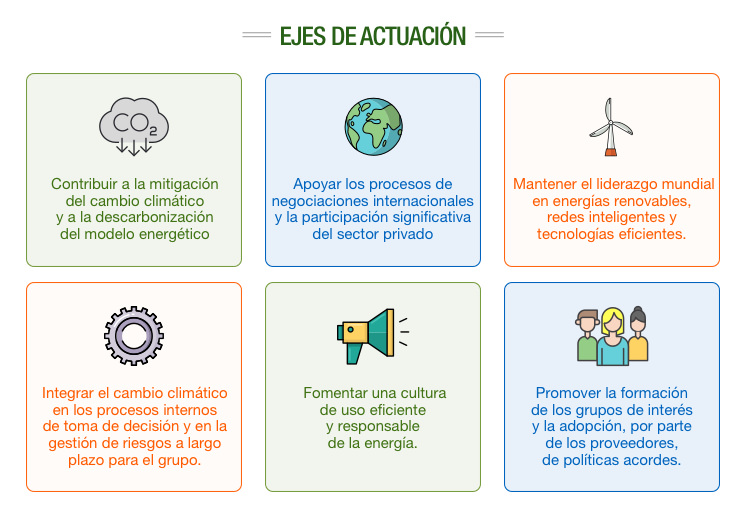 EJES DE ACTUACIÓN
CO2
Contribuir a la mitigación
del cambio climático
y a la descarbonización
del modelo energético
Apoyar los procesos de
negociaciones internacionales
y la participación significativa
del sector privado
Mantener el liderazgo mundial
en energías renovables,
redes inteligentes y
tecnologías eficientes.
Integrar el cambio climático
en los procesos internos
de toma de decisión y en la
gestión de riesgos a largo
plazo para el grupo.
Fomentar una cultura
de uso eficiente
y responsable
de la energía.
Promover la formación
de los grupos de interés
y la adopción, por parte
de los proveedores,
de políticas acordes.